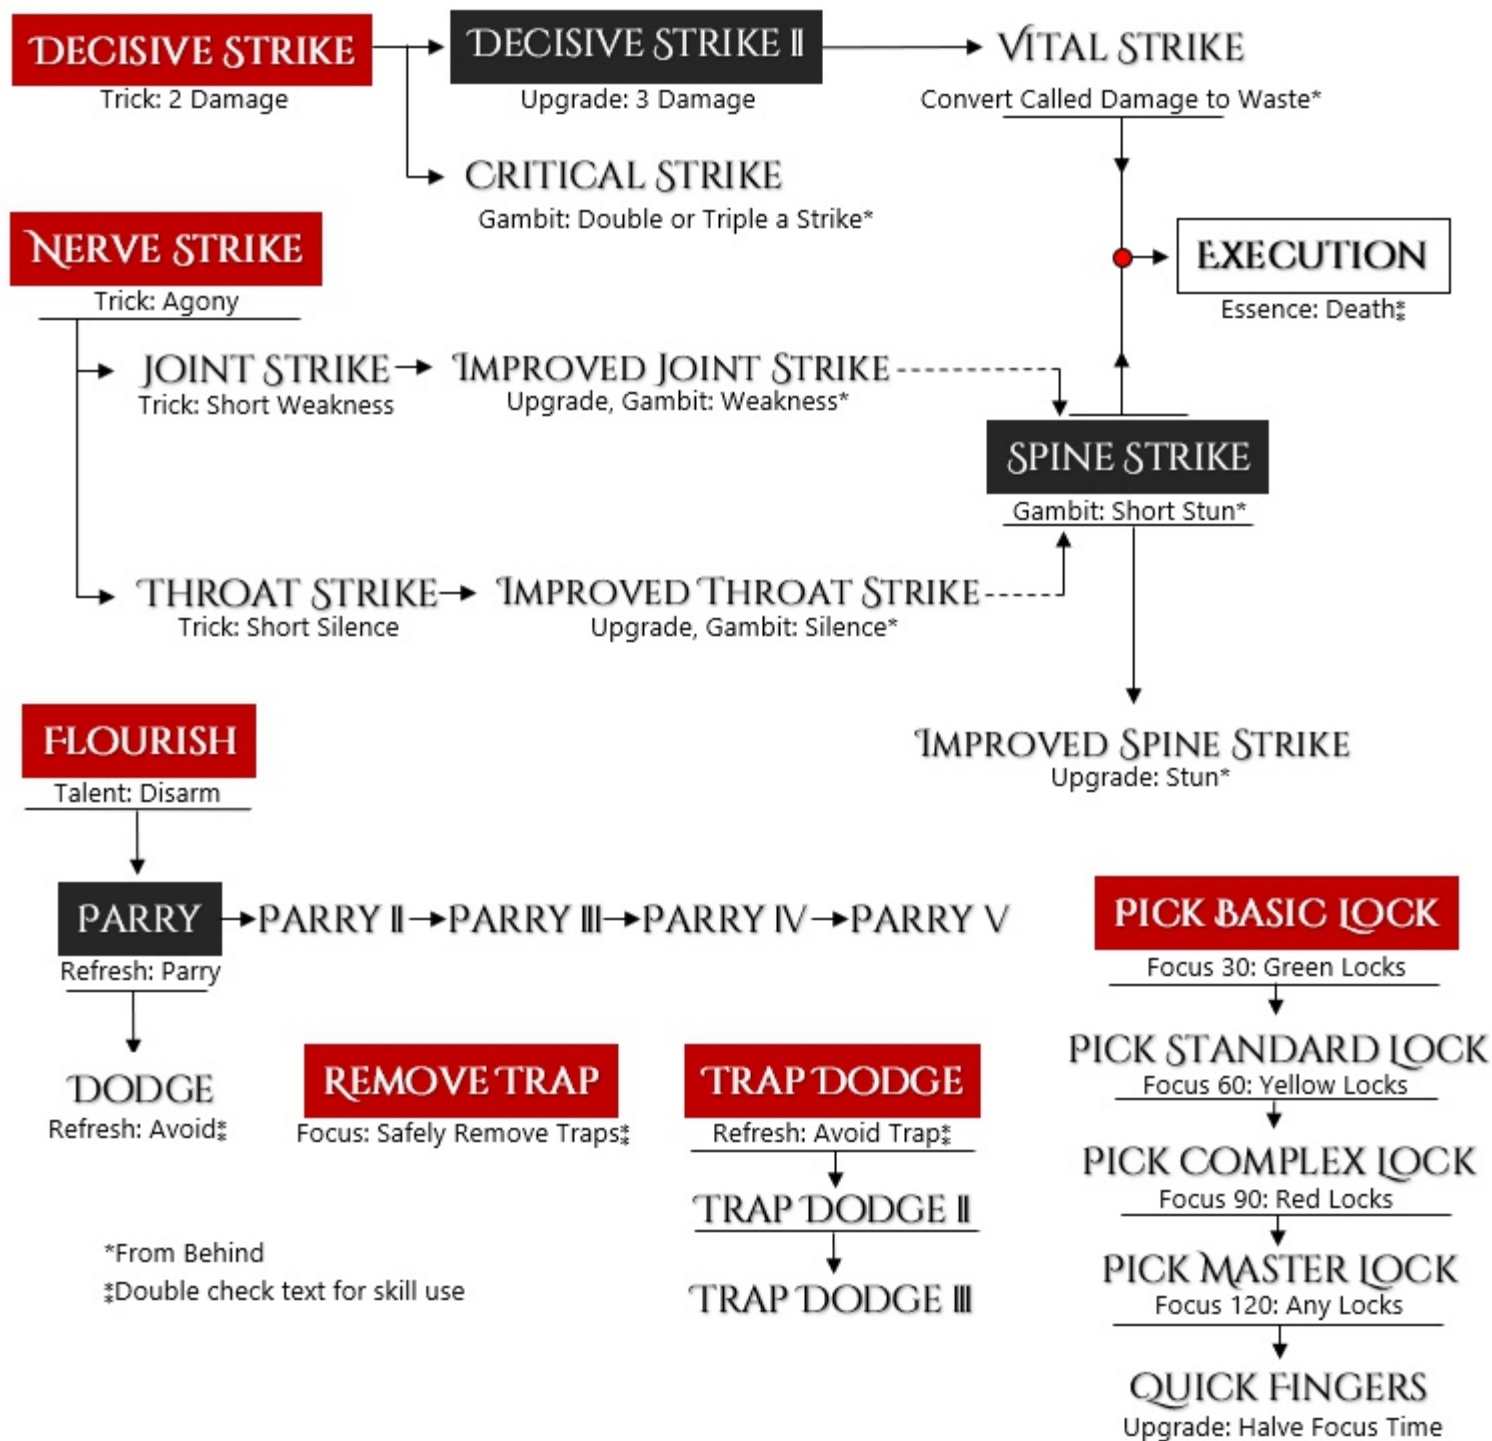 DECISIVE STRIKE
Trick: 2 Damage
DECISIVE STRIKE II
Upgrade: 3 Damage
VITAL STRIKE
Convert Called Damage to Waste*
CRITICAL STRIKE
Gambit: Double or Triple a Strike*
NERVE STRIKE
Trick: Agony
EXECUTION
Essence: Death⁑
JOINT STRIKE
Trick: Short Weakness
IMPROVED JOINT STRIKE
Upgrade, Gambit: Weakness*
SPINE STRIKE
Gambit: Short Stun*
THROAT STRIKE
Trick: Short Silence
IMPROVED THROAT STRIKE
Upgrade, Gambit: Silence*
IMPROVED SPINE STRIKE
Upgrade: Stun*
FLOURISH
Talent: Disarm
PARRY
Refresh: Parry
PARRY II
PARRY III
PARRY IV
PARRY V
DODGE
Refresh: Avoid⁑
REMOVE TRAP
Focus: Safely Remove Traps⁑
TRAP DODGE
Refresh: Avoid Trap⁑
TRAP DODGE II
TRAP DODGE III
PICK BASIC LOCK
Focus 30: Green Locks
PICK STANDARD LOCK
Focus 60: Yellow Locks
PICK COMPLEX LOCK
Focus 90: Red Locks
PICK MASTER LOCK
Focus 120: Any Locks
QUICK FINGERS
Upgrade: Halve Focus Time
*From Behind
⁑Double check text for skill use